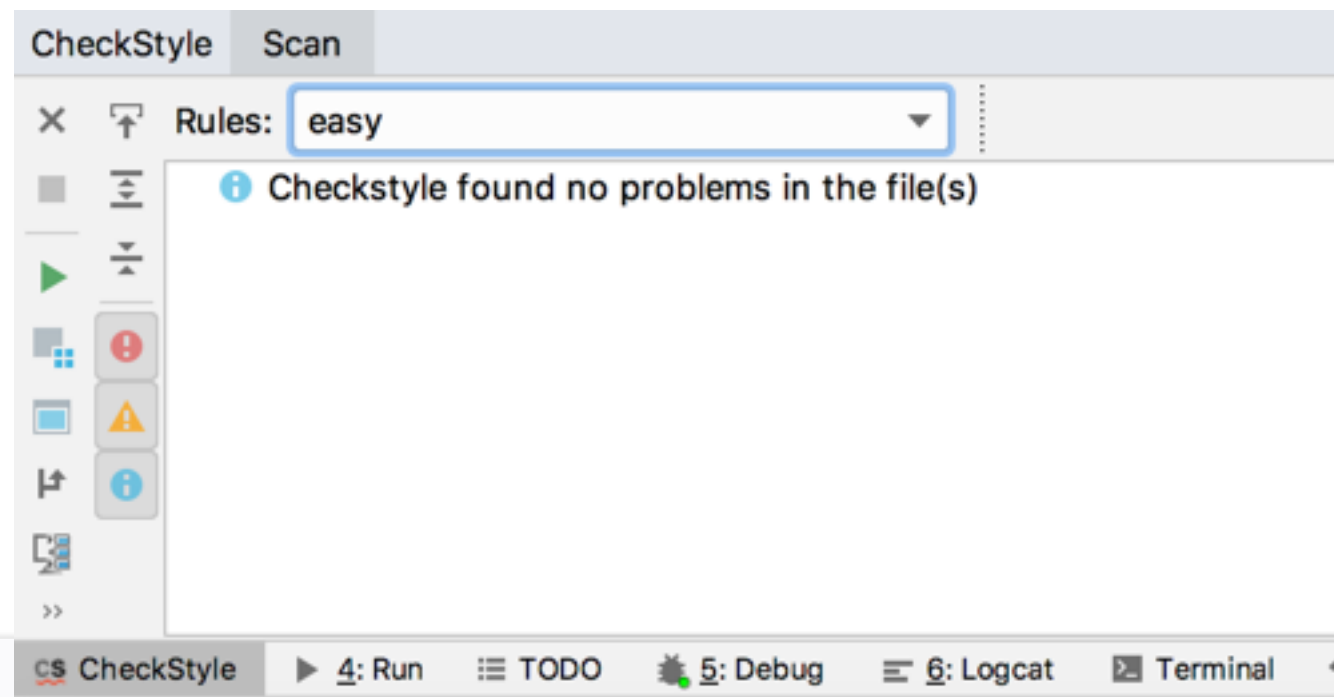 CheckStyle Scan
Rules: easy
Checkstyle found no problems in the file(s)
CS CheckStyle 4: Run TODO 5: Debug 6: Logcat Terminal